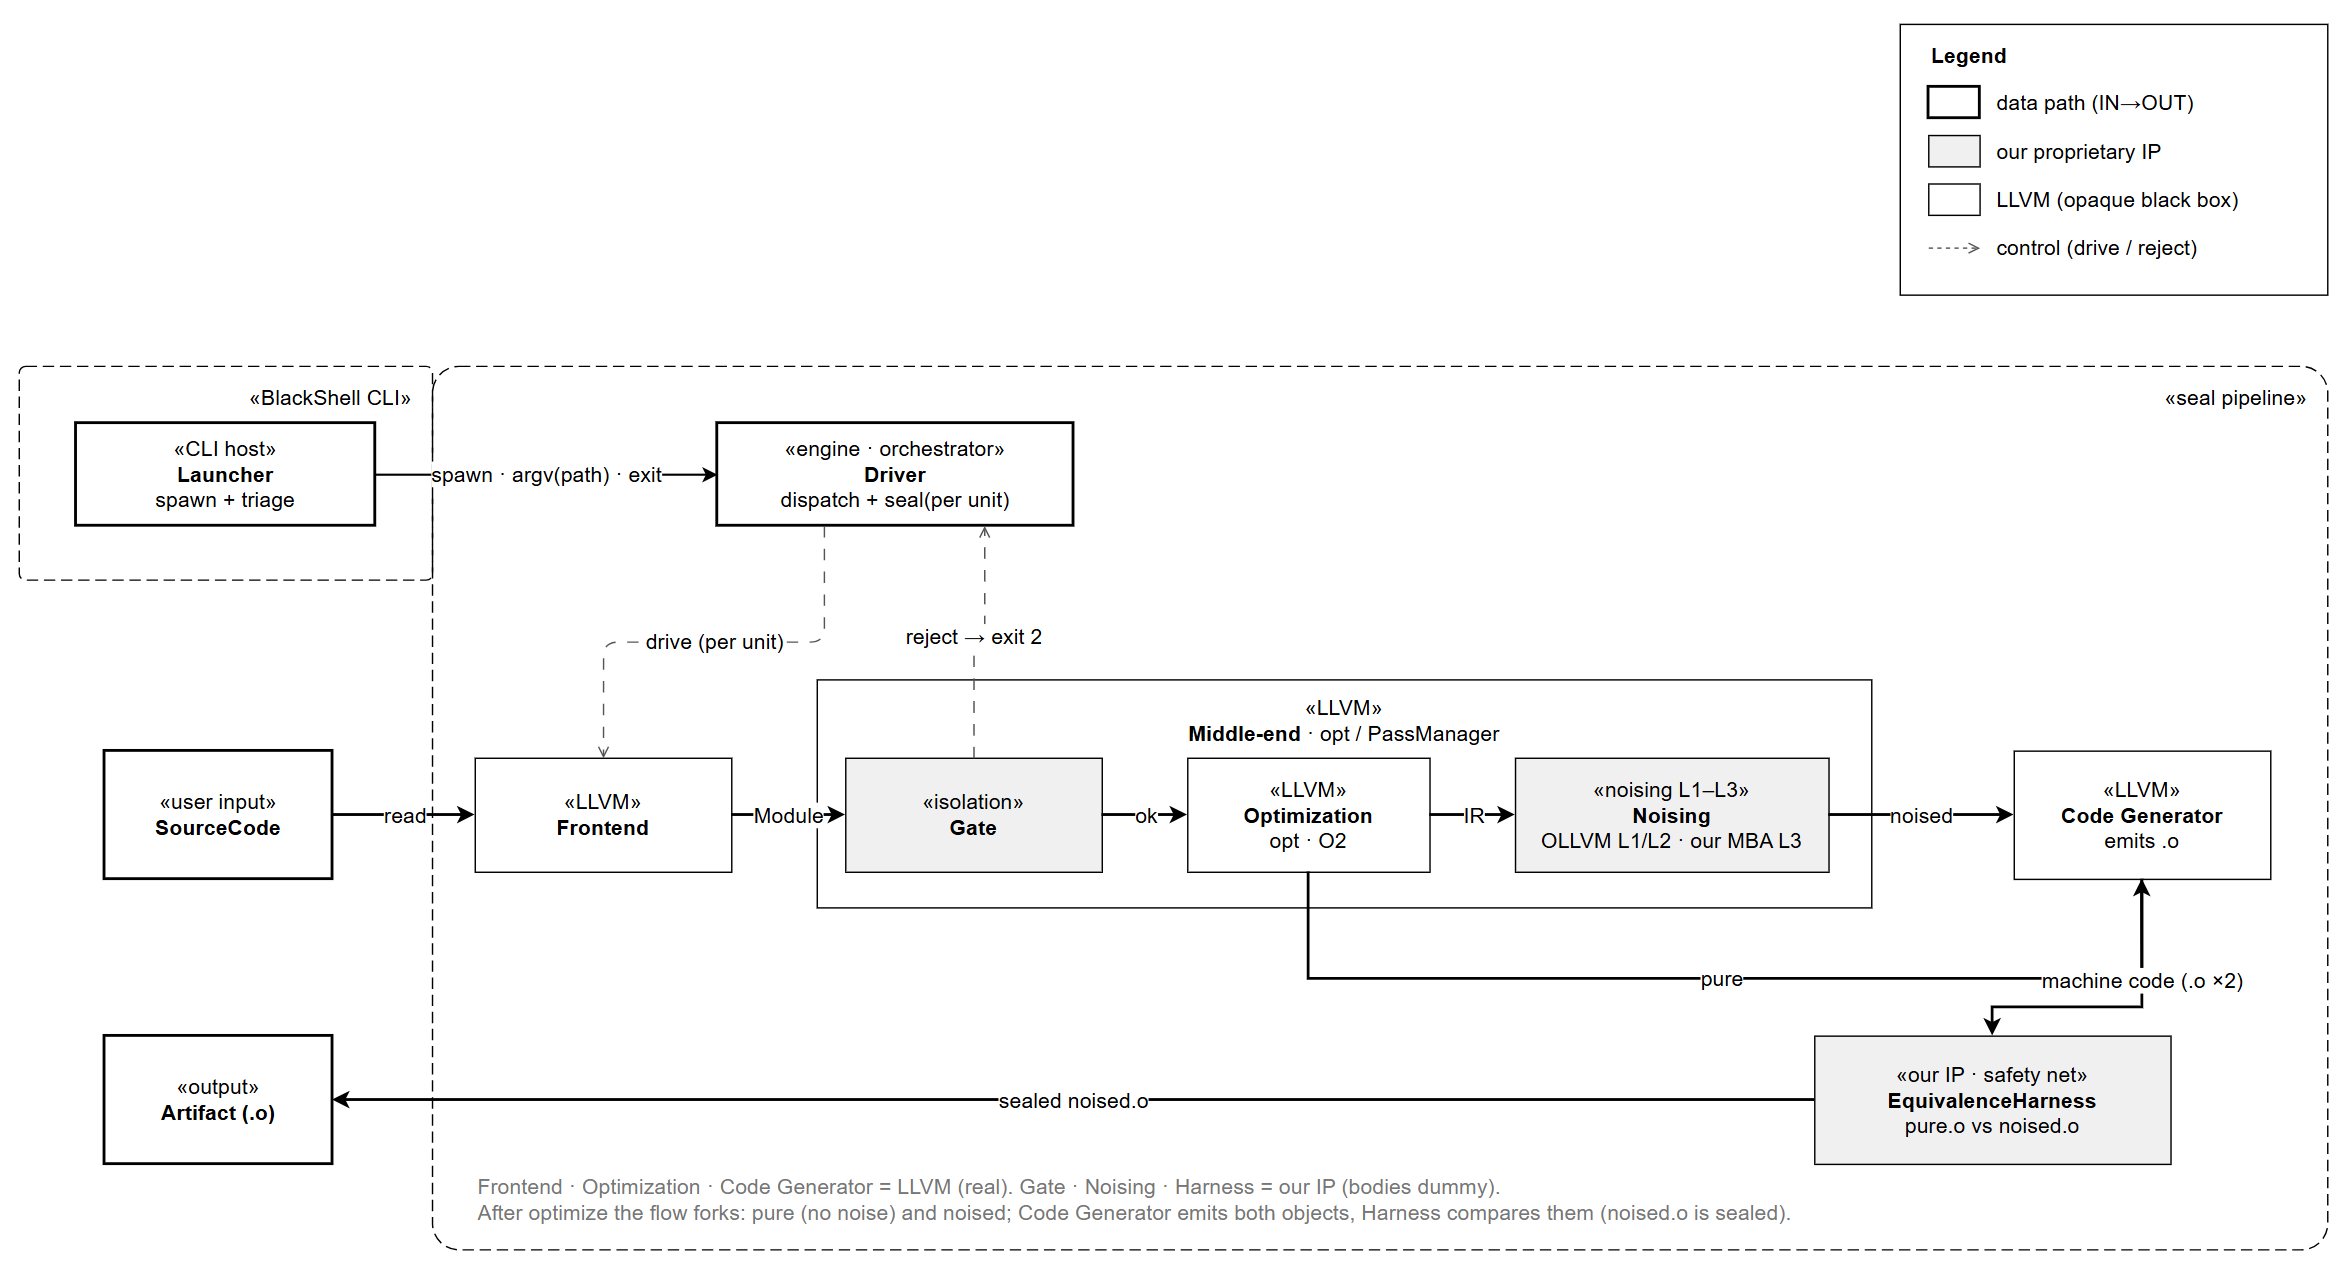 Legend
data path (IN→OUT)
our proprietary IP
LLVM (opaque black box)
control (drive / reject)
«BlackShell CLI»
«seal pipeline»
«CLI host»
Launcher
spawn + triage
spawn · argv(path) · exit
«engine · orchestrator»
Driver
dispatch + seal(per unit)
drive (per unit)
reject → exit 2
«LLVM»
Middle-end · opt / PassManager
«user input»
SourceCode
read
«LLVM»
Frontend
Module
«isolation»
Gate
ok
«LLVM»
Optimization
opt · O2
IR
«noising L1–L3»
Noising
OLLVM L1/L2 · our MBA L3
noised
«LLVM»
Code Generator
emits .o
pure
machine code (.o ×2)
«output»
Artifact (.o)
sealed noised.o
«our IP · safety net»
EquivalenceHarness
pure.o vs noised.o
Frontend · Optimization · Code Generator = LLVM (real). Gate · Noising · Harness = our IP (bodies dummy).
After optimize the flow forks: pure (no noise) and noised; Code Generator emits both objects, Harness compares them (noised.o is sealed).